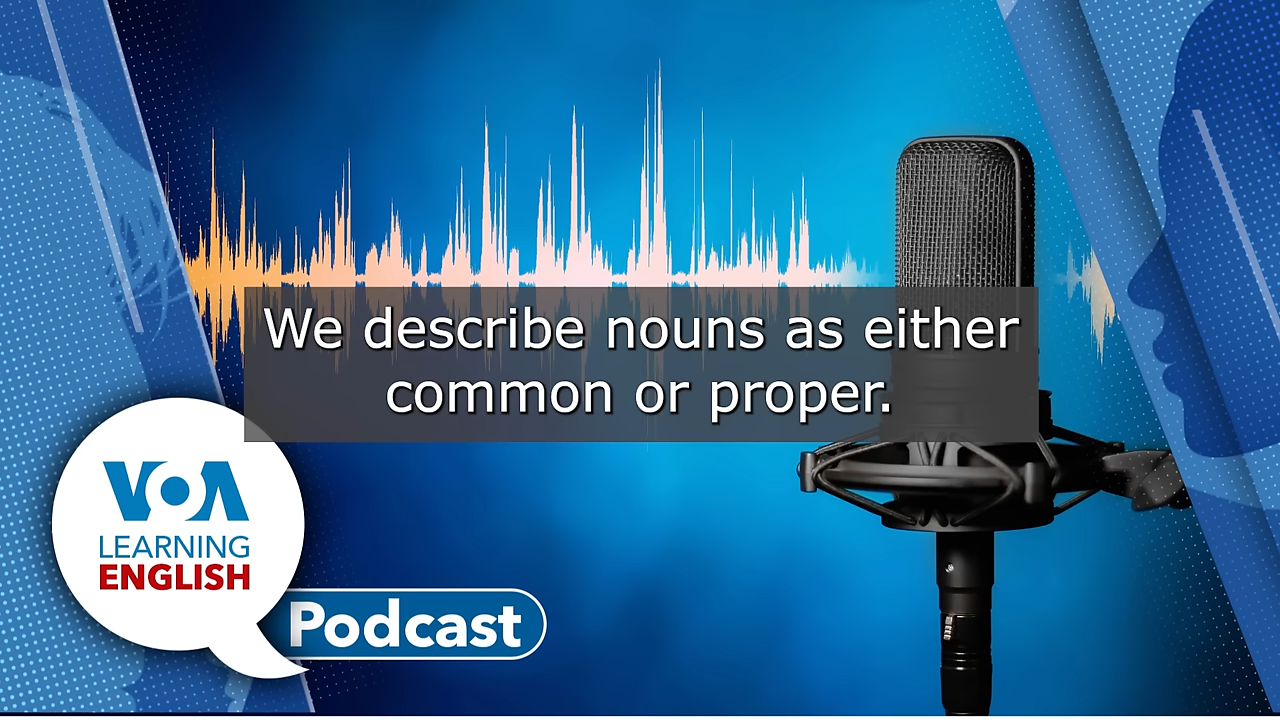 We describe nouns as either
common or proper.
VOA
LEARNING
ENGLISH
Podcast